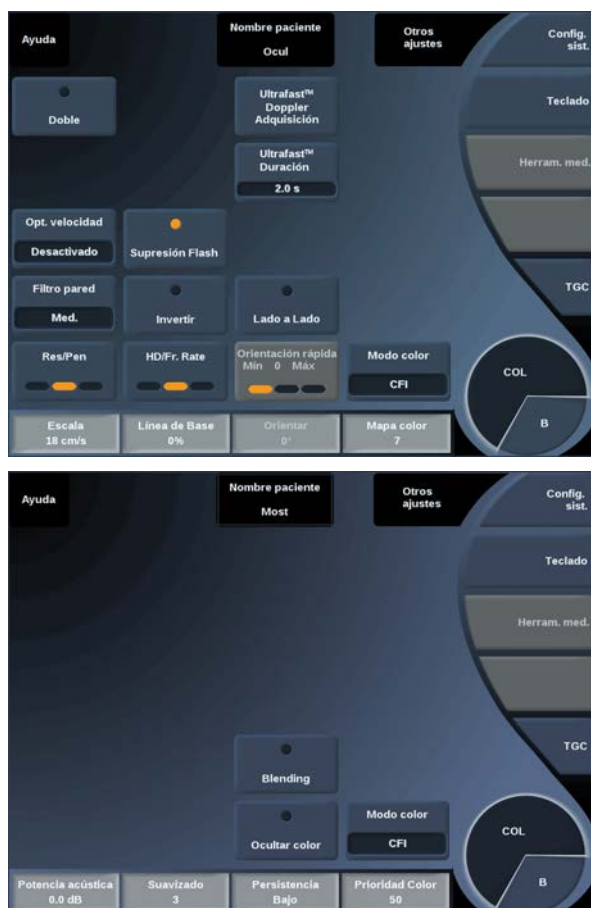 Ayuda
Nombre paciente
Ocul
Otros
ajustes
Config.
sist.
Doble
Ultrafast™
Doppler
Adquisición
Teclado
Ultrafast™
Duración
2.0 s
Herram. med.
Opt. velocidad
Desactivado
Supresión Flash
Filtro pared
Med.
Invertir
Lado a Lado
TGC
Res/Pen
HD/Fr. Rate
Orientación rápida
Mín 0 Máx
Modo color
CFI
COL
B
Escala
18 cm/s
Línea de Base
0%
Orientar
0°
Mapa color
7
Ayuda
Nombre paciente
Most
Otros
ajustes
Config.
sist.
Teclado
Herram. med.
TGC
Blending
Ocultar color
Modo color
CFI
COL
B
Potencia acústica
0.0 dB
Suavizado
3
Persistencia
Bajo
Prioridad Color
50